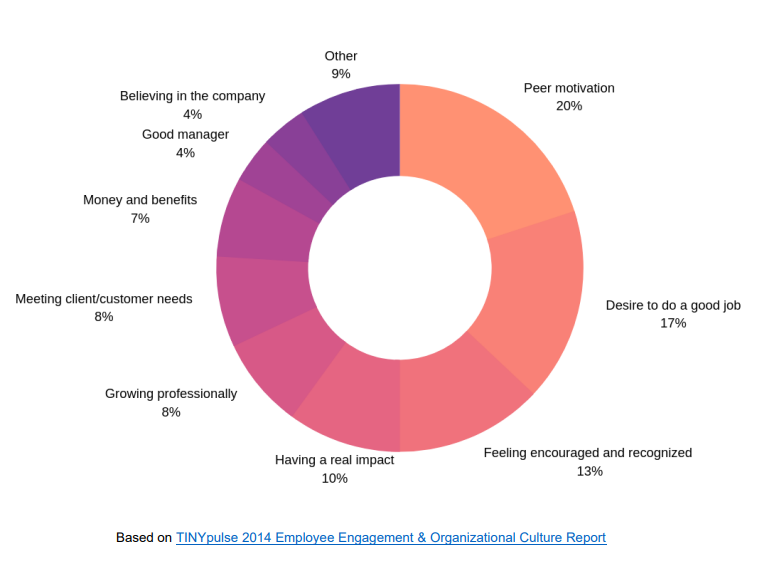 Other
9%
Peer motivation
20%
Desire to do a good job
17%
Feeling encouraged and recognized
13%
Having a real impact
10%
Growing professionally
8%
Meeting client/customer needs
8%
Money and benefits
7%
Good manager
4%
Believing in the company
4%
Based on TINYpulse 2014 Employee Engagement & Organizational Culture Report